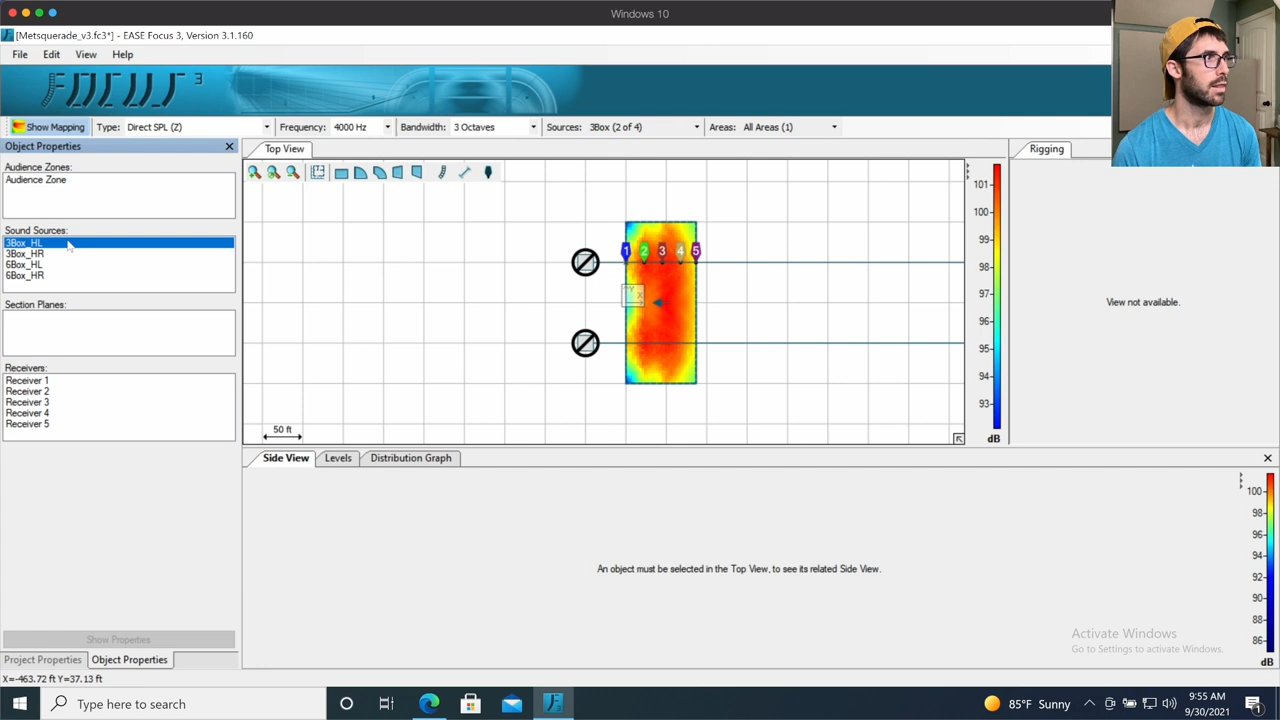 Windows 10
[Metsquerade_v3.fc3*] - EASE Focus 3, Version 3.1.160
File Edit View Help
FOCUS 3
Show Mapping Type: Direct SPL (Z) Frequency: 4000 Hz Bandwidth: 3 Octaves Sources: 3Box (2 of 4) Areas: All Areas (1)
Object Properties
Audience Zones:
Audience Zone
Sound Sources:
3Box_HL
3Box_HR
6Box_HL
6Box_HR
Section Planes:
Receivers:
Receiver 1
Receiver 2
Receiver 3
Receiver 4
Receiver 5
Show Properties
Project Properties Object Properties
X=-463.72 ft Y=37.13 ft
Top View
1 2 3 4 5
Y
X
50 ft
101
100
99
98
97
96
95
94
93
dB
Rigging
View not available.
Side View Levels Distribution Graph
An object must be selected in the Top View, to see its related Side View.
100
98
96
94
92
90
88
86
dB
Activate Windows
Go to Settings to activate Windows.
Type here to search
85°F Sunny
9:55 AM
9/30/2021
1